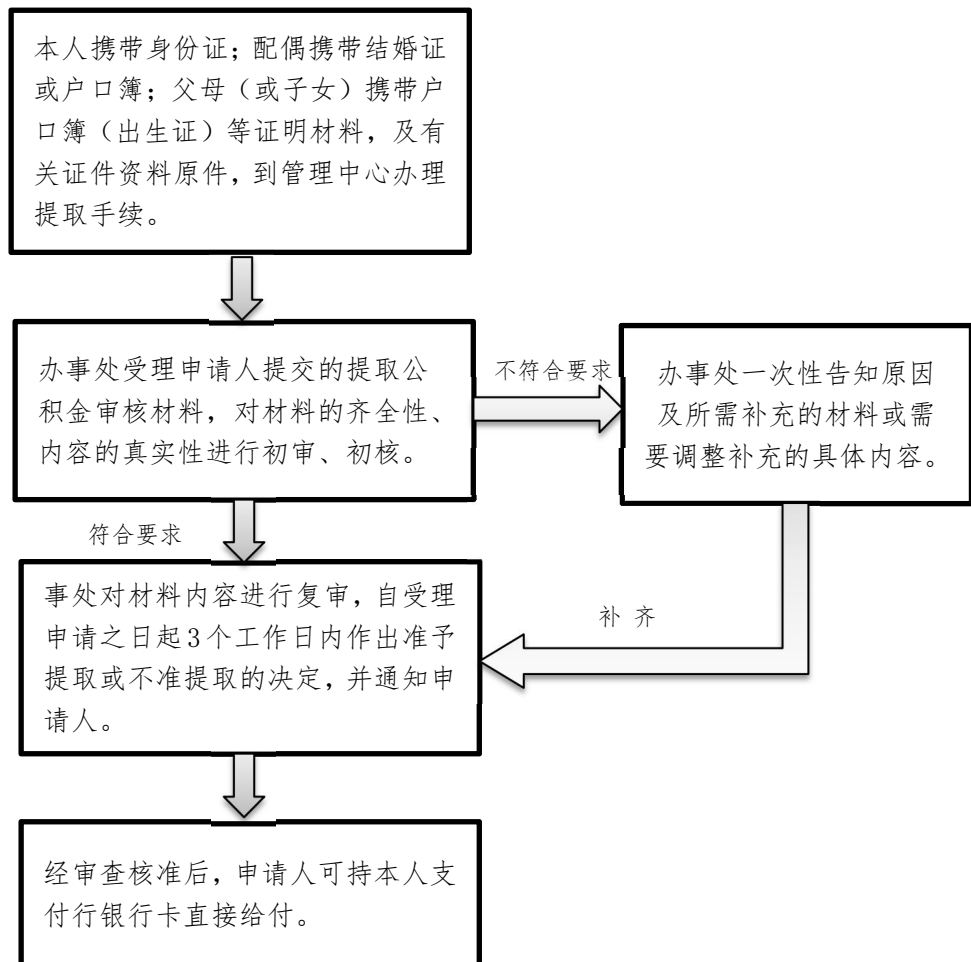 本人携带身份证；配偶携带结婚证
或户口簿；父母（或子女）携带户
口簿（出生证）等证明材料，及有
关证件资料原件，到管理中心办理
提取手续。
办事处受理申请人提交的提取公
积金审核材料，对材料的齐全性、
内容的真实性进行初审、初核。
不符合要求
办事处一次性告知原因
及所需补充的材料或需
要调整补充的具体内容。
符合要求
事处对材料内容进行复审，自受理
申请之日起3个工作日内作出准予
提取或不准提取的决定，并通知申
请人。
补 齐
经审查核准后，申请人可持本人支
付行银行卡直接给付。